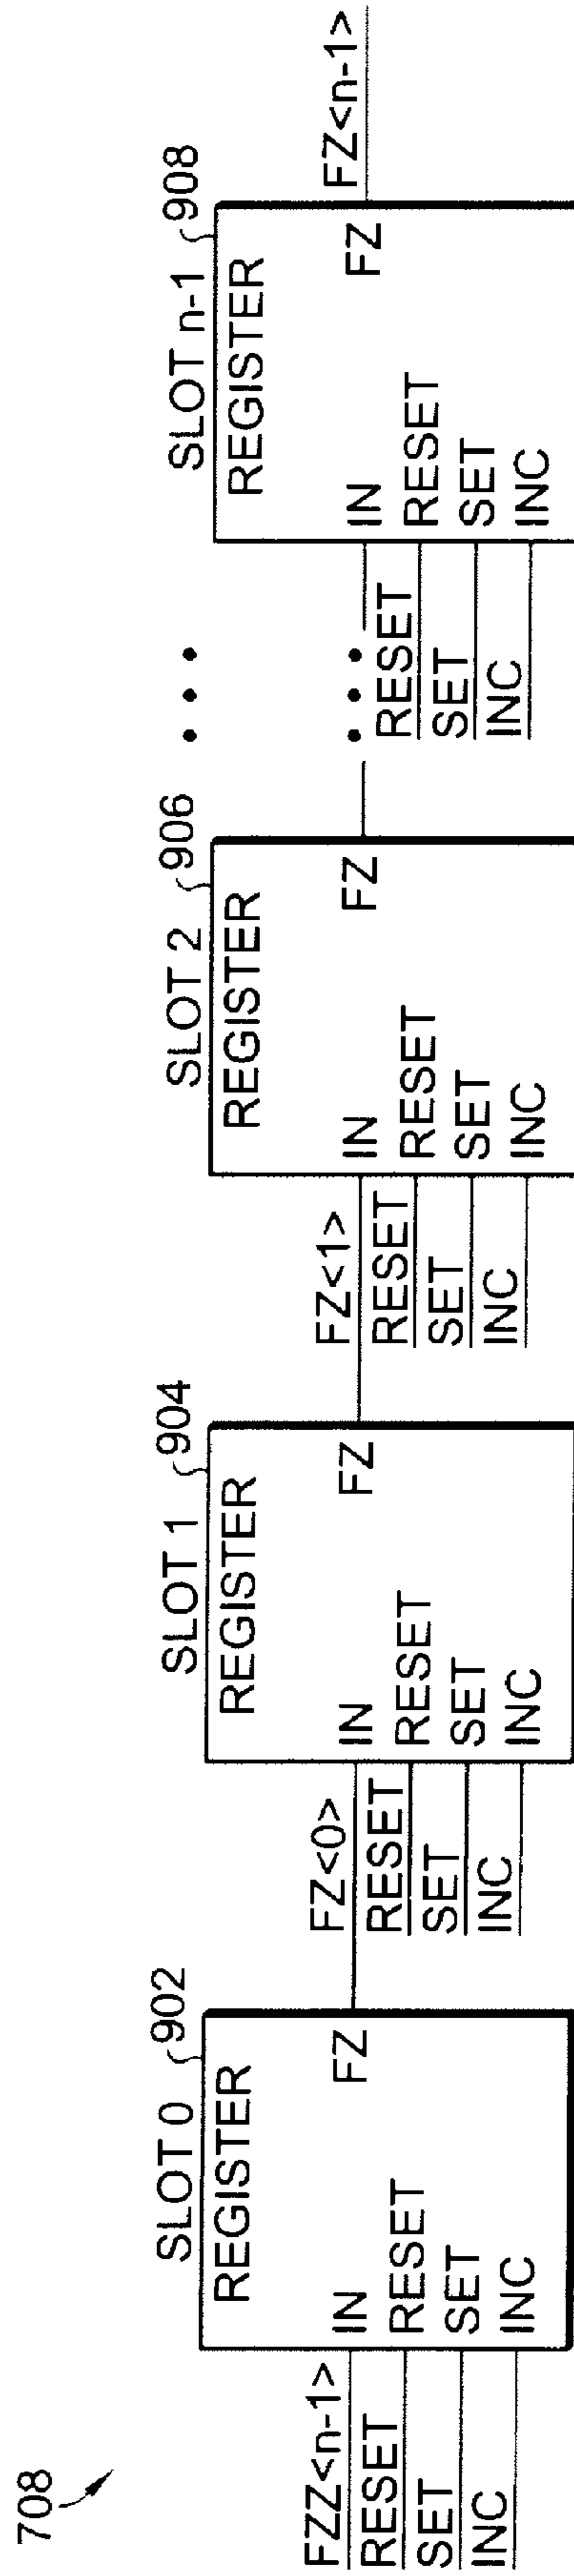 708
SLOT 0
902
REGISTER
FZZ<n-1>
IN
FZ
RESET
RESET
SET
SET
INC
INC
SLOT 1
904
REGISTER
FZ<0>
IN
FZ
RESET
RESET
SET
SET
INC
INC
SLOT 2
906
REGISTER
FZ<1>
IN
FZ
RESET
RESET
SET
SET
INC
INC
SLOT n-1
908
REGISTER
IN
FZ
FZ<n-1>
RESET
RESET
SET
SET
INC
INC